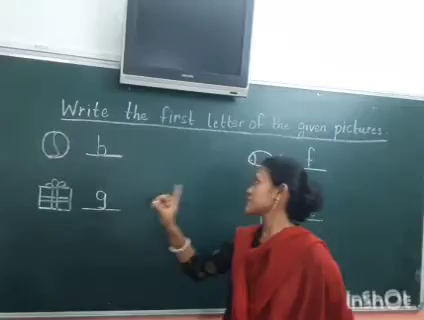 Write the first letter of the given pictures.
b f
g
InShOt